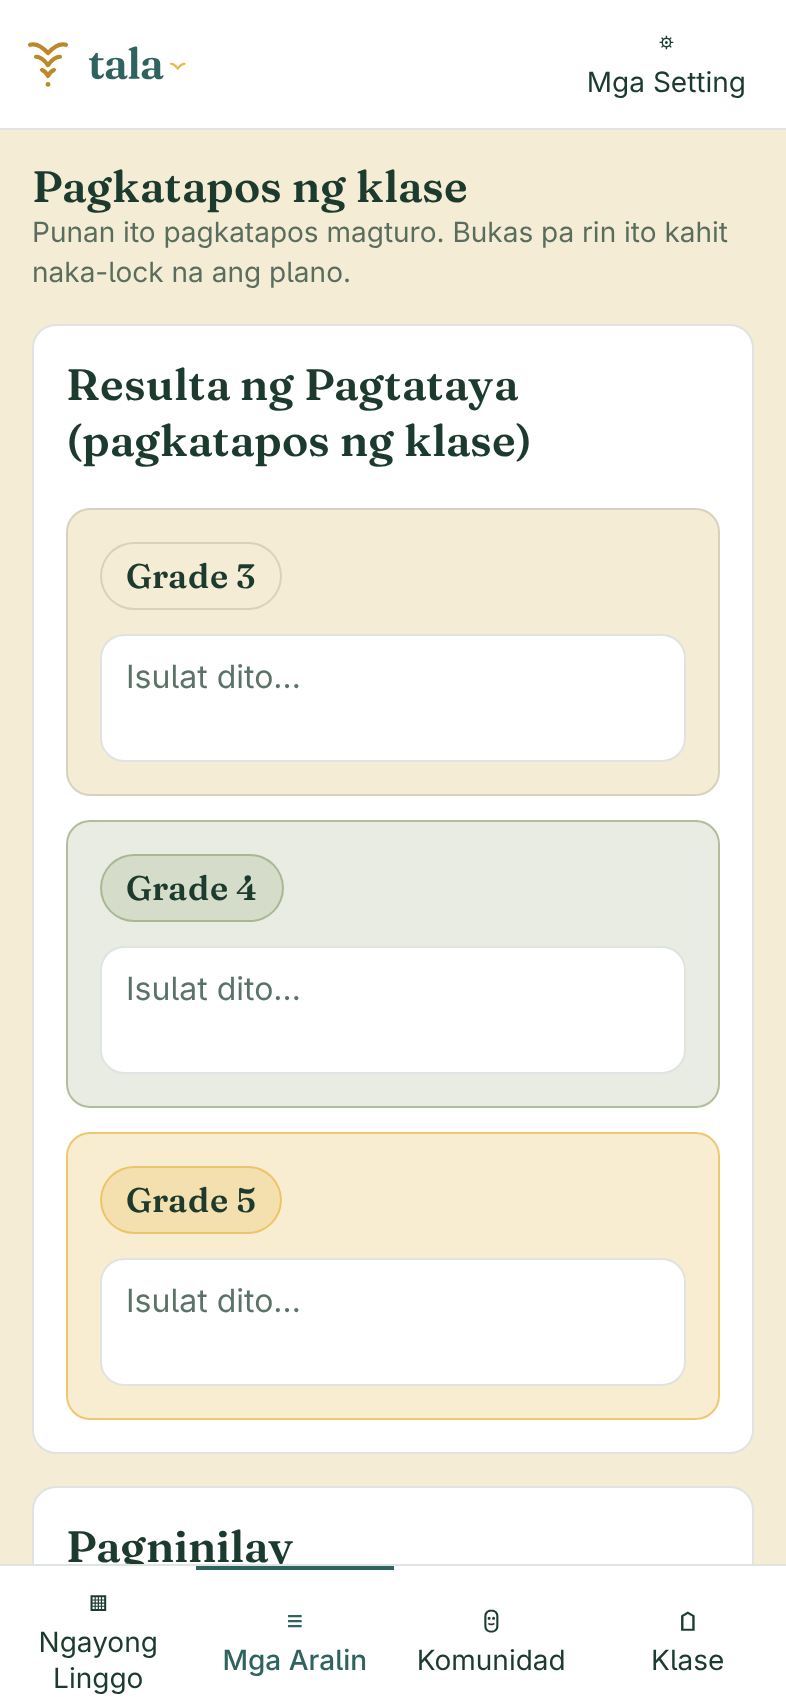 tala
Mga Setting
Pagkatapos ng klase
Punan ito pagkatapos magturo. Bukas pa rin ito kahit
naka-lock na ang plano.
Resulta ng Pagtataya
(pagkatapos ng klase)
Grade 3
Isulat dito...
Grade 4
Isulat dito...
Grade 5
Isulat dito...
Pagninilay
Ngayong
Linggo
Mga Aralin
Komunidad
Klase